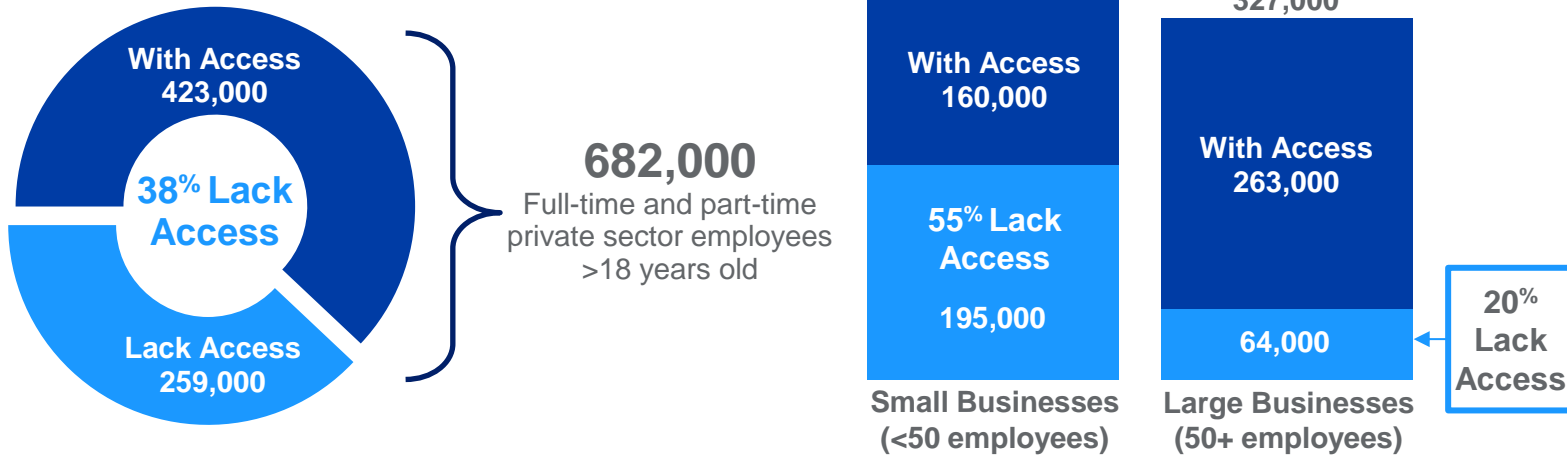 With Access
423,000
38% Lack
Access
Lack Access
259,000
682,000
Full-time and part-time
private sector employees
>18 years old
With Access
160,000
55% Lack
Access
195,000
Small Businesses
(<50 employees)
327,000
With Access
263,000
64,000
Large Businesses
(50+ employees)
20%
Lack
Access